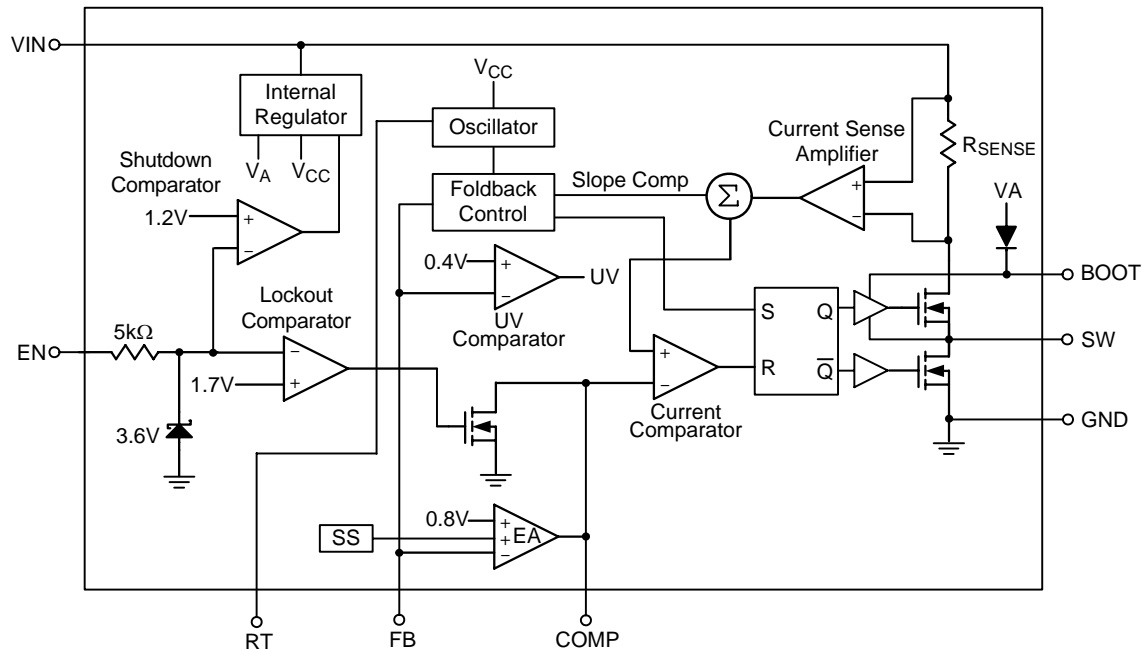 VIN
Internal
Regulator
VA
VCC
VCC
Oscillator
Foldback
Control
Slope Comp
Σ
Current Sense
Amplifier
+
−
RSENSE
VA
Shutdown
Comparator
1.2V
+
−
0.4V
+
−
UV
UV
Comparator
BOOT
Lockout
Comparator
5kΩ
EN
−
+
1.7V
3.6V
S
Q
R
Q̅
+
−
Current
Comparator
SW
GND
0.8V
SS
+
+
−
EA
RT
FB
COMP